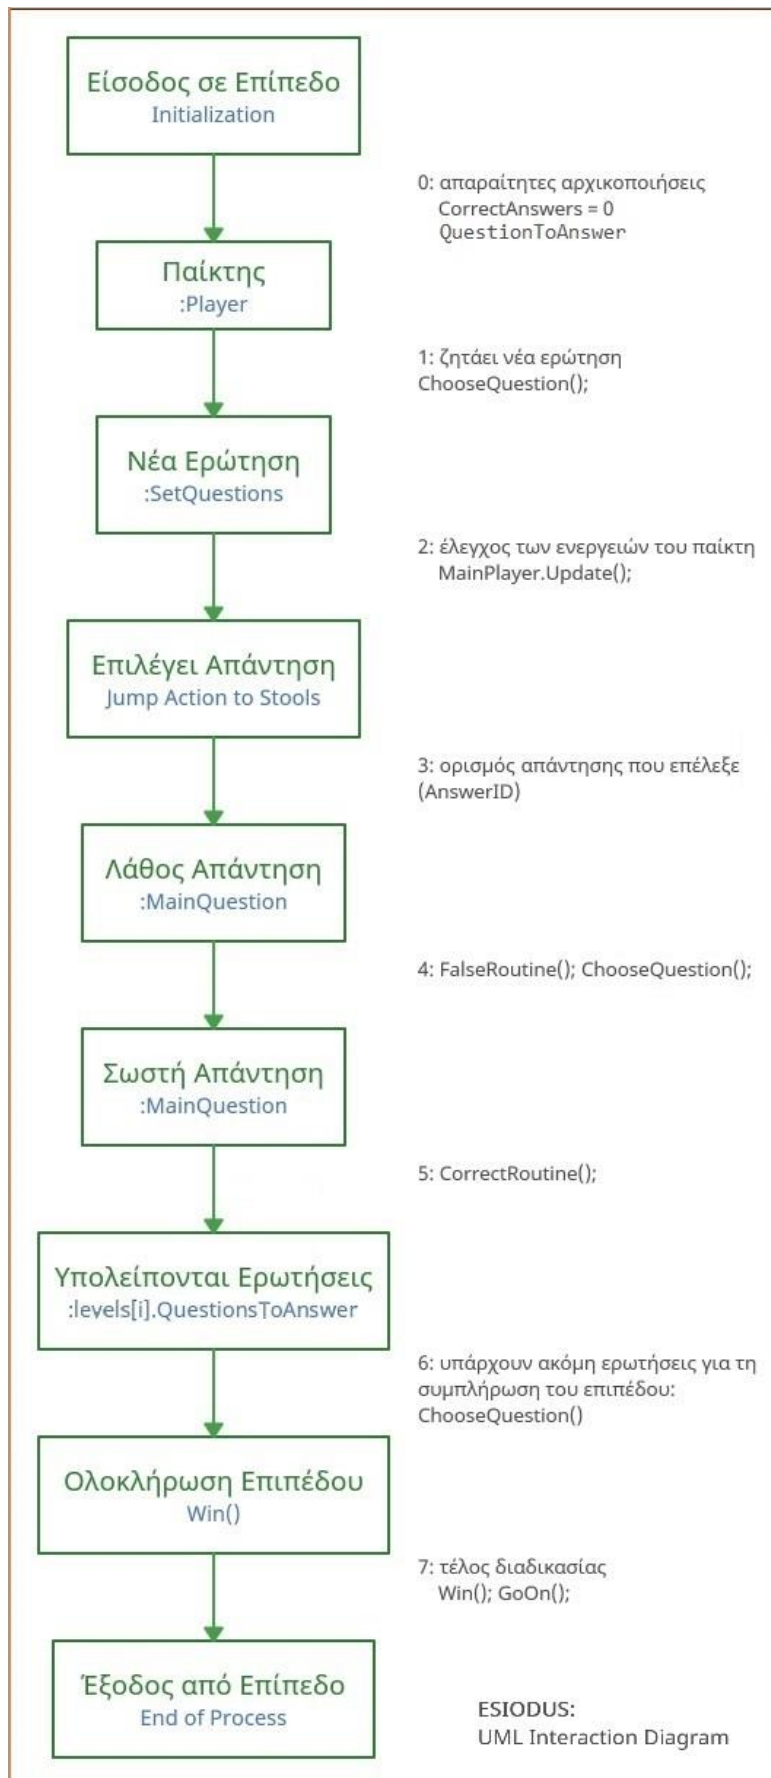 Είσοδος σε Επίπεδο
Initialization
0: απαραίτητες αρχικοποιήσεις
CorrectAnswers = 0
QuestionToAnswer
Παίκτης
:Player
1: ζητάει νέα ερώτηση
ChooseQuestion();
Νέα Ερώτηση
:SetQuestions
2: έλεγχος των ενεργειών του παίκτη
MainPlayer.Update();
Επιλέγει Απάντηση
Jump Action to Stools
3: ορισμός απάντησης που επέλεξε
(AnswerID)
Λάθος Απάντηση
:MainQuestion
4: FalseRoutine(); ChooseQuestion();
Σωστή Απάντηση
:MainQuestion
5: CorrectRoutine();
Υπολείπονται Ερωτήσεις
:levels[i].QuestionsToAnswer
6: υπάρχουν ακόμη ερωτήσεις για τη
συμπλήρωση του επιπέδου:
ChooseQuestion()
Ολοκλήρωση Επιπέδου
Win()
7: τέλος διαδικασίας
Win(); GoOn();
Έξοδος από Επίπεδο
End of Process
ESIODUS:
UML Interaction Diagram